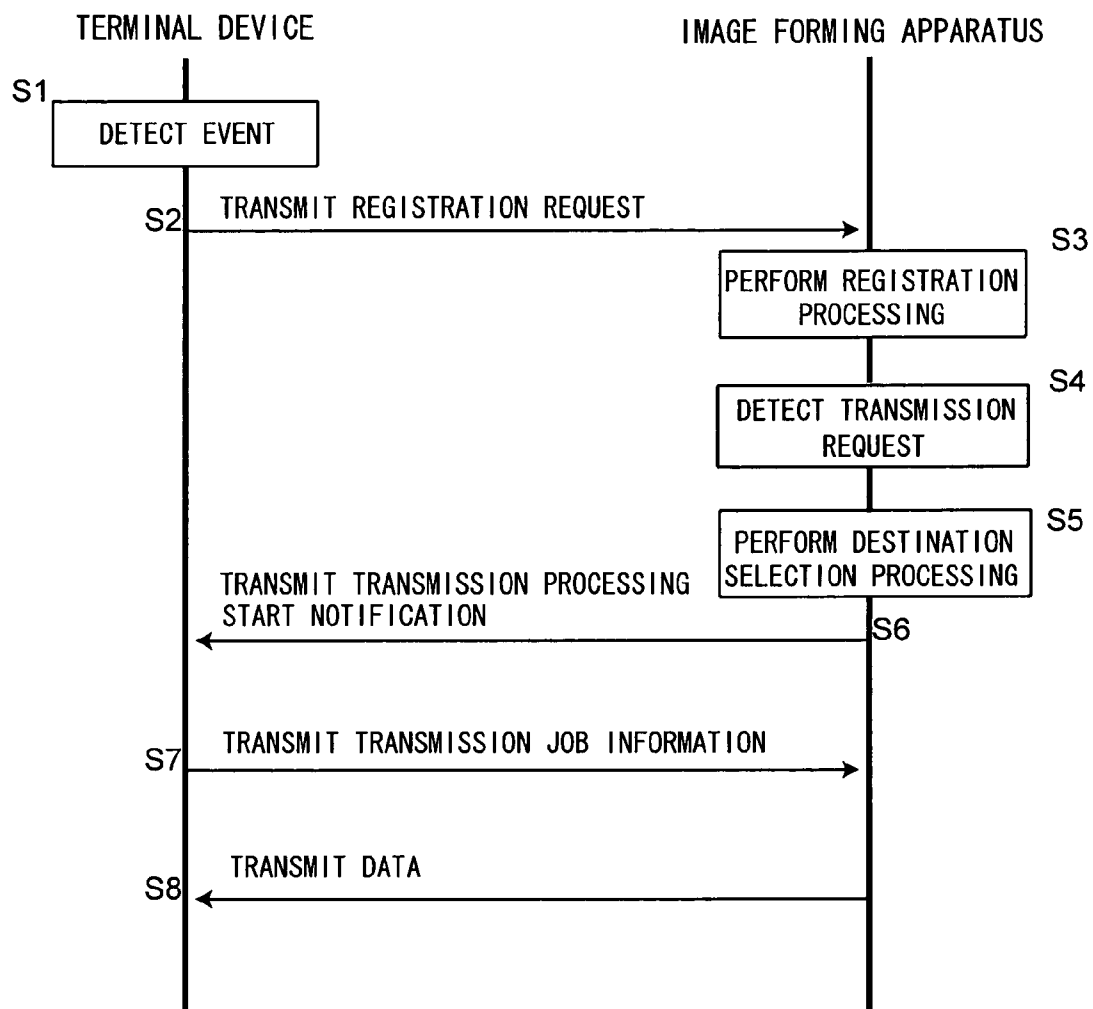 TERMINAL DEVICE
IMAGE FORMING APPARATUS
S1
DETECT EVENT
S2
TRANSMIT REGISTRATION REQUEST
S3
PERFORM REGISTRATION
PROCESSING
S4
DETECT TRANSMISSION
REQUEST
S5
PERFORM DESTINATION
SELECTION PROCESSING
TRANSMIT TRANSMISSION PROCESSING
START NOTIFICATION
S6
S7
TRANSMIT TRANSMISSION JOB INFORMATION
S8
TRANSMIT DATA